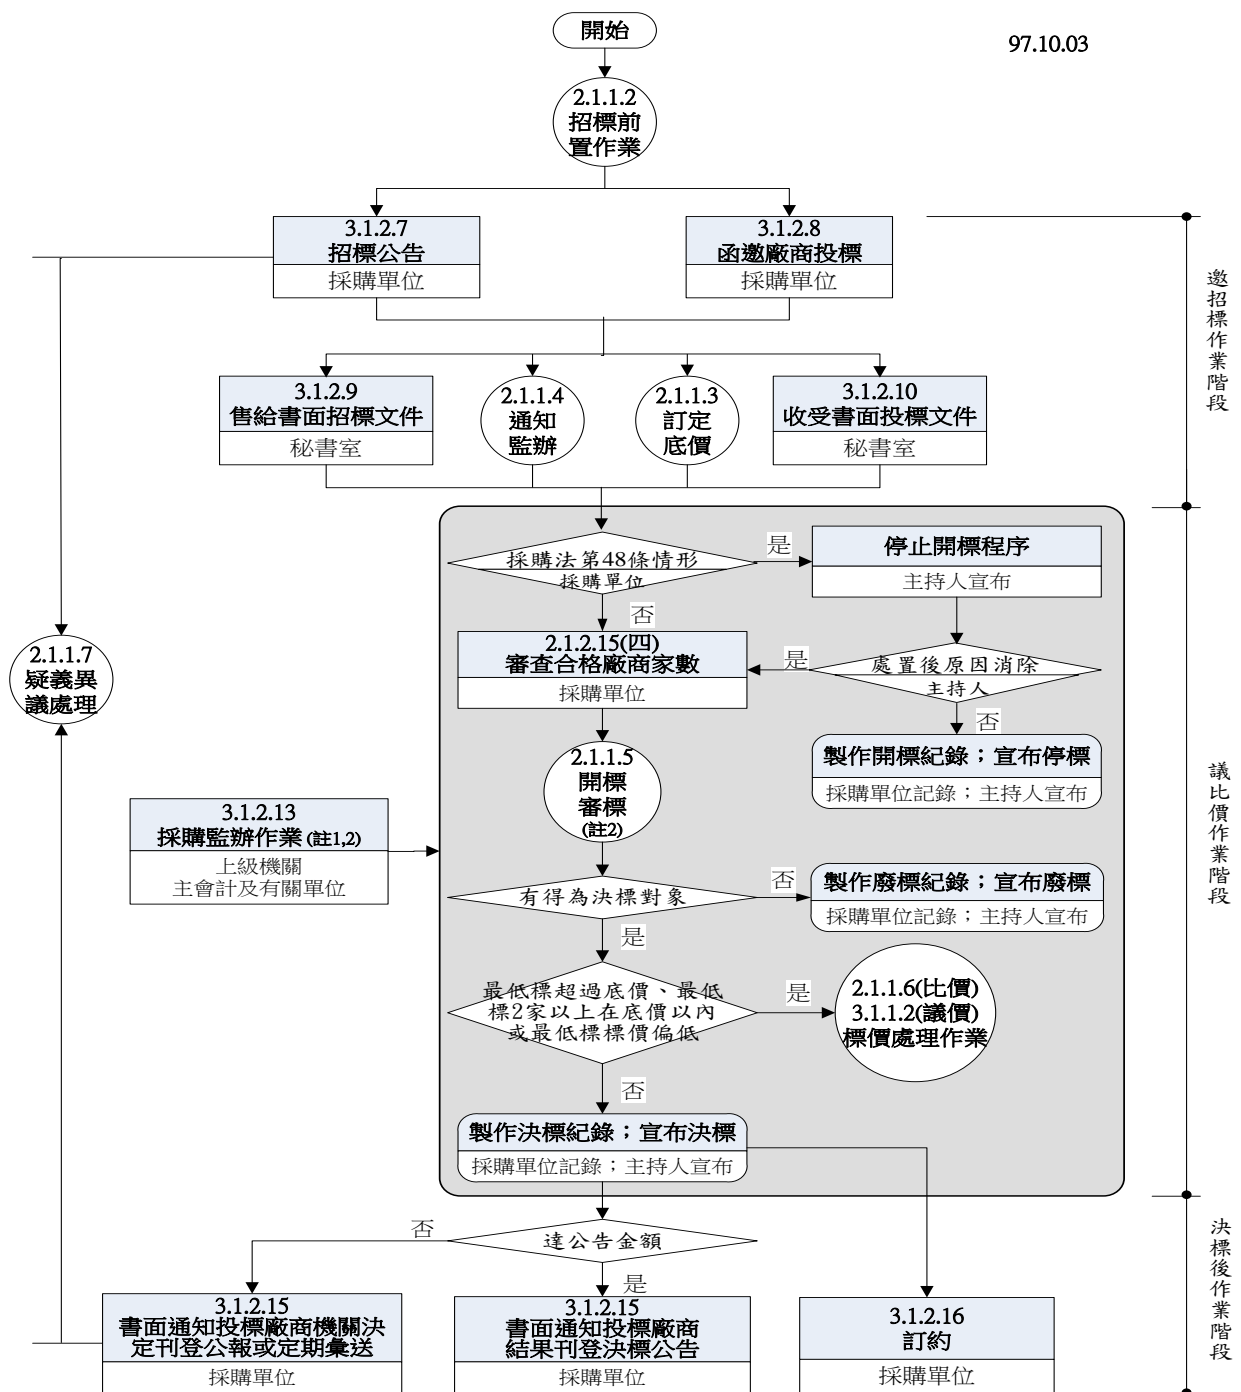 開始
97.10.03
2.1.1.2
招標前
置作業
3.1.2.7
招標公告
採購單位
3.1.2.8
函邀廠商投標
採購單位
邀招標作業階段
3.1.2.9
售給書面招標文件
秘書室
2.1.1.4
通知
監辦
2.1.1.3
訂定
底價
3.1.2.10
收受書面投標文件
秘書室
採購法第48條情形
採購單位
是
停止開標程序
主持人宣布
否
2.1.2.15(四)
審查合格廠商家數
採購單位
是
處置後原因消除
主持人
否
2.1.1.7
疑義異
議處理
製作開標紀錄；宣布停標
採購單位記錄；主持人宣布
2.1.1.5
開標
審標
(註2)
議比價作業階段
3.1.2.13
採購監辦作業(註1,2)
上級機關
主會計及有關單位
有得為決標對象
否
製作廢標紀錄；宣布廢標
採購單位記錄；主持人宣布
是
最低標超過底價、最低
標2家以上在底價以內
或最低標標價偏低
是
2.1.1.6(比價)
3.1.1.2(議價)
標價處理作業
否
製作決標紀錄；宣布決標
採購單位記錄；主持人宣布
否
達公告金額
是
決標後作業階段
3.1.2.15
書面通知投標廠商機關決
定刊登公報或定期彙送
採購單位
3.1.2.15
書面通知投標廠商
結果刊登決標公告
採購單位
3.1.2.16
訂約
採購單位